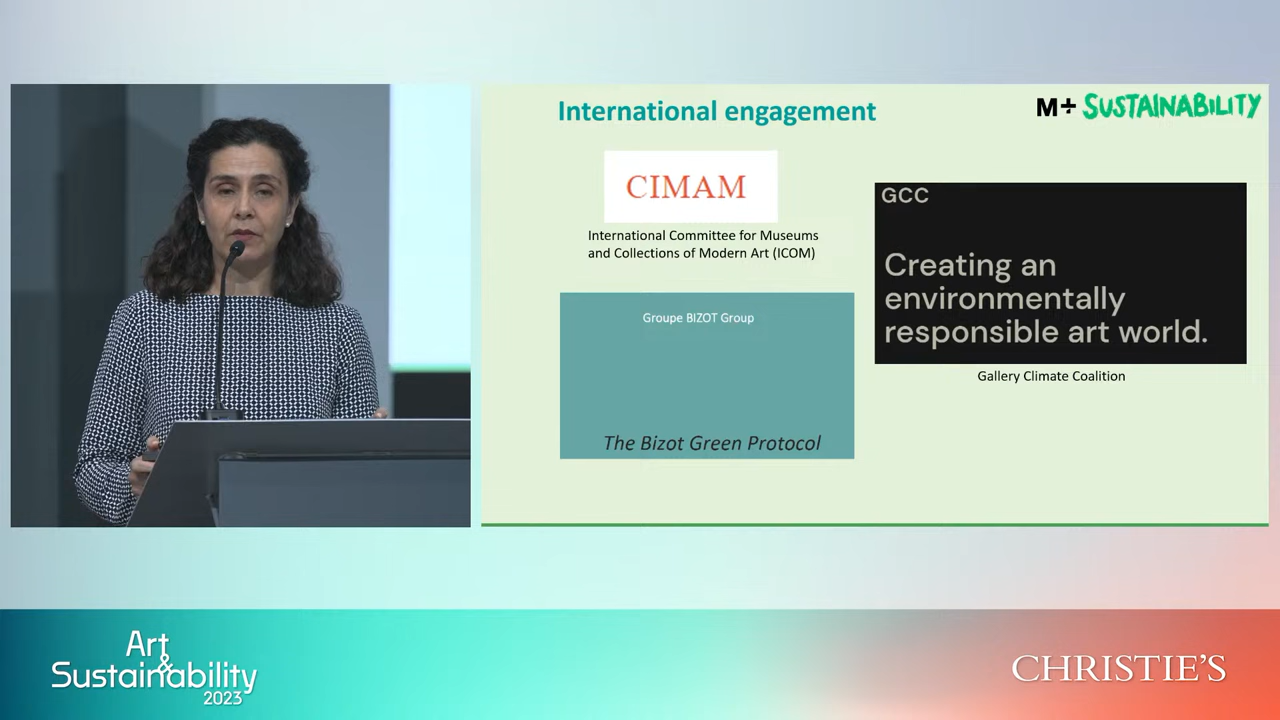 International engagement
M+ SUSTAINABILITY
CIMAM
International Committee for Museums
and Collections of Modern Art (ICOM)
Groupe BIZOT Group
The Bizot Green Protocol
GCC
Creating an
environmentally
responsible art world.
Gallery Climate Coalition
Art
&
Sustainability
2023
CHRISTIE'S